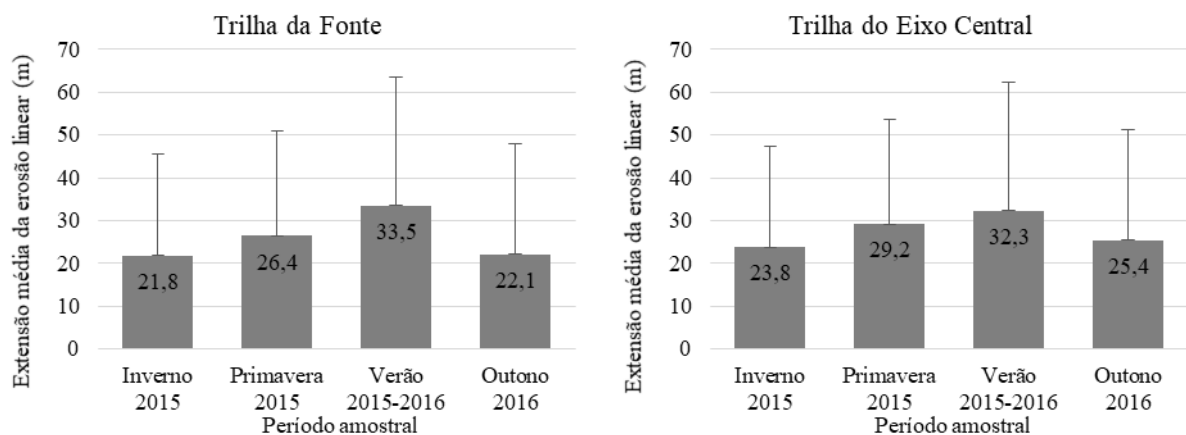 Trilha da Fonte
Extensão média da erosão linear (m)
70
60
50
40
30
20
10
0
21,8
26,4
33,5
22,1
Inverno Primavera Verão Outono
2015 2015 2015-2016 2016
Período amostral
Trilha do Eixo Central
Extensão média da erosão linear (m)
70
60
50
40
30
20
10
0
23,8
29,2
32,3
25,4
Inverno Primavera Verão Outono
2015 2015 2015-2016 2016
Período amostral